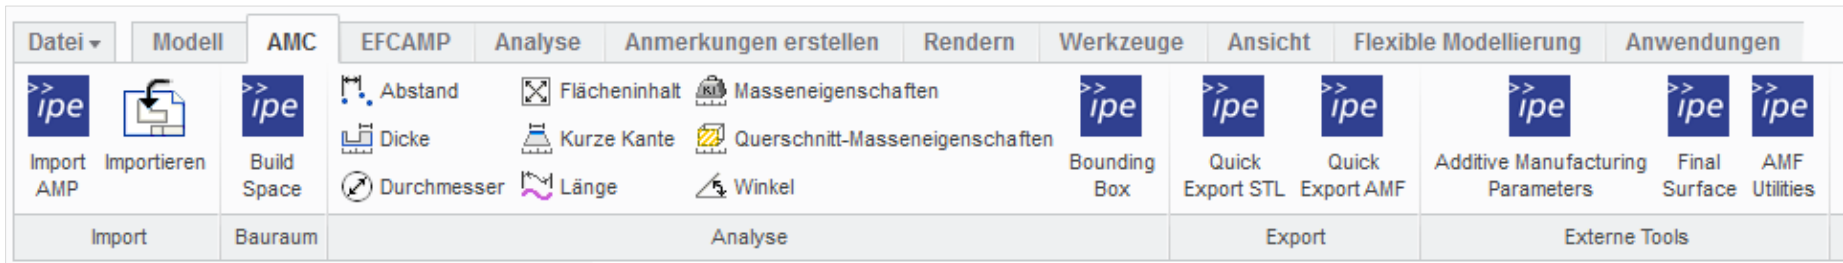 Datei Modell AMC EFCAMP Analyse Anmerkungen erstellen Rendern Werkzeuge Ansicht Flexible Modellierung Anwendungen
>>ipe
Import
AMP
Importieren
>>ipe
Build
Space
Abstand
Dicke
Durchmesser
Flächeninhalt
Kurze Kante
Länge
Masseneigenschaften
Querschnitt-Masseneigenschaften
Winkel
>>ipe
Bounding
Box
>>ipe
Quick
Export STL
>>ipe
Quick
Export AMF
>>ipe
Additive Manufacturing
Parameters
>>ipe
Final
Surface
>>ipe
AMF
Utilities
Import Bauraum Analyse Export Externe Tools